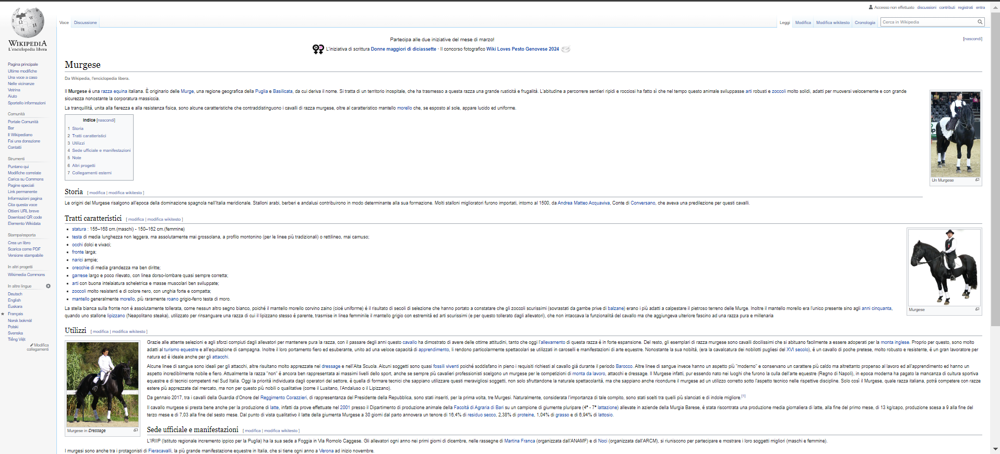 Accesso non effettuato discussioni contributi registrati entra
WIKIPEDIA
L'enciclopedia libera
Voce Discussione
Leggi Modifica Modifica wikitesto Cronologia Cerca in Wikipedia
Partecipa alle due iniziative del mese di marzo!
[nascondi]
L'iniziativa di scrittura Donne maggiori di diciassette · Il concorso fotografico Wiki Loves Pesto Genovese 2024
Pagina principale
Ultime modifiche
Una voce a caso
Nelle vicinanze
Vetrina
Aiuto
Sportello informazioni
Comunità
Portale Comunità
Bar
Il Wikipediano
Fai una donazione
Contatti
Strumenti
Puntano qui
Modifiche correlate
Carica su Commons
Pagine speciali
Link permanente
Informazioni pagina
Cita questa voce
Ottieni URL breve
Download QR code
Elemento Wikidata
Stampa/esporta
Crea un libro
Scarica come PDF
Versione stampabile
In altri progetti
Wikimedia Commons
In altre lingue
Deutsch
English
Euskara
Français
Norsk bokmål
Polski
Svenska
Tiếng Việt
Modifica
collegamenti
Murgese
Da Wikipedia, l'enciclopedia libera.
Il Murgese è una razza equina italiana. È originario delle Murge, una regione geografica della Puglia e Basilicata, da cui deriva il nome. Si tratta di un territorio inospitale, che ha trasmesso a questa razza una grande rusticità e frugalità. L'abitudine a percorrere sentieri ripidi e rocciosi ha fatto sì che nel tempo questo animale sviluppasse arti robusti e zoccoli molto solidi, adatti per muoversi velocemente e con grande
sicurezza nonostante la corporatura massiccia.
La tranquillità, unita alla fierezza e alla resistenza fisica, sono alcune caratteristiche che contraddistinguono i cavalli di razza murgese, oltre al caratteristico mantello morello che, se esposto al sole, appare lucido ed uniforme.
Indice [nascondi]
1 Storia
2 Tratti caratteristici
3 Utilizzi
4 Sede ufficiale e manifestazioni
5 Note
6 Altri progetti
7 Collegamenti esterni
Un Murgese
Storia [ modifica | modifica wikitesto ]
Le origini del Murgese risalgono all'epoca della dominazione spagnola nell'Italia meridionale. Stalloni arabi, berberi e andalusi contribuirono in modo determinante alla sua formazione. Molti stalloni miglioratori furono importati, intorno al 1500, da Andrea Matteo Acquaviva, Conte di Conversano, che aveva una predilezione per questi cavalli.
Tratti caratteristici [ modifica | modifica wikitesto ]
• statura : 155–168 cm.(maschi) - 150–162 cm.(femmine)
• testa di media lunghezza non leggera, ma assolutamente mai grossolana, a profilo montonino (per le linee più tradizionali) o rettilineo, mai camuso;
• occhi dolci e vivaci;
• fronte larga;
• narici ampie;
• orecchie di media grandezza ma ben diritte;
• garrese largo e poco rilevato, con linea dorso-lombare quasi sempre corretta;
• arti con buona intelaiatura scheletrica e masse muscolari ben sviluppate;
• zoccoli molto resistenti e di colore nero, con unghia forte e compatta;
• mantello generalmente morello, più raramente roano grigio-ferro testa di moro.
Murgese
La stella bianca sulla fronte non è assolutamente tollerata, come nessun altro segno bianco, poiché il mantello morello corvino zaino (cioè uniforme) è il risultato di secoli di selezione che hanno portato a constatare che gli zoccoli scurissimi (sovrastati da gambe prive di balzane) erano i più adatti a calpestare il pietroso terreno delle Murge. Inoltre il mantello morello era l'unico presente sino agli anni cinquanta,
quando uno stallone lipizzano (Neapolitano steaka), utilizzato per rinsanguare una razza di cui il lipizzano stesso è parente, trasmise in linea femminile il mantello grigio con estremità ed arti scurissimi (e per questo tollerato dagli allevatori), che non intaccava la funzionalità del cavallo ma che aggiungeva ulteriore fascino ad una razza pura e millenaria
Utilizzi [ modifica | modifica wikitesto ]
Murgese in Dressage
Grazie alle attente selezioni e agli sforzi compiuti dagli allevatori per mantenere pura la razza, con il passare degli anni questo cavallo ha dimostrato di avere delle ottime attitudini, tanto che oggi l'allevamento di questa razza è in forte espansione. Del resto, gli esemplari di razza murgese sono cavalli docilissimi che si abituano facilmente a essere adoperati per la monta inglese. Proprio per questo, sono molto
adatti al turismo equestre e all'equitazione di campagna. Inoltre il loro portamento fiero ed esuberante, unito ad una veloce capacità di apprendimento, li rendono particolarmente spettacolari se utilizzati in caroselli e manifestazioni di arte equestre. Nonostante la sua nobiltà, (era la cavalcatura dei nobilotti pugliesi del XVI secolo), è un cavallo di poche pretese, molto robusto e resistente, è un gran lavoratore per
natura ed è ideale anche per gli attacchi.
Alcune linee di sangue sono ideali per gli attacchi, altre risultano molto apprezzate nel dressage e nell'Alta Scuola. Alcuni soggetti sono quasi fossili viventi poiché soddisfano in pieno i requisiti richiesti al cavallo già durante il periodo Barocco. Altre linee di sangue invece hanno un aspetto più "moderno" e conservano un carattere più caldo ma altrettanto propenso al lavoro ed all'apprendimento ed hanno un
aspetto incredibilmente nobile e fiero. Attualmente la razza "non" è ancora ben rappresentata ai massimi livelli dello sport, anche se sempre più cavalieri professionisti scelgono un murgese per le competizioni di monta da lavoro, attacchi e dressage. Il Murgese infatti, pur essendo nato nei luoghi che furono la culla dell'arte equestre (Regno di Napoli), in epoca moderna ha pagato la mancanza di cultura sportiva
equestre e di tecnici competenti nel Sud Italia. Oggi la priorità individuata dagli operatori del settore, è quella di formare tecnici che sappiano utilizzare questi meravigliosi soggetti, non solo sfruttandone la naturale spettacolarità, ma che sappiano anche ricondurre il murgese ad un utilizzo corretto sotto l'aspetto tecnico nelle rispettive discipline. Solo così il Murgese, quale razza italiana, potrà competere con razze
estere più apprezzate dal mercato, ma non per questo più nobili o qualitative (come il Lusitano, l'Andaluso o il Lipizzano).
Da gennaio 2017, tra i cavalli della Guardia d'Onore del Reggimento Corazzieri, di rappresentanza del Presidente della Repubblica, sono stati inseriti, per la prima volta, tre Murgesi. Naturalmente, considerata l'importanza di tale compito, sono stati scelti tra quelli più slanciati e di indole migliore.[1]
Il cavallo murgese si presta bene anche per la produzione di latte, infatti da prove effettuate nel 2001 presso il Dipartimento di produzione animale della Facoltà di Agraria di Bari su un campione di giumente pluripare (4ª - 7ª lattazione) allevate in aziende della Murgia Barese, è stata riscontrata una produzione media giornaliera di latte, alla fine del primo mese, di 13 kg/capo, produzione scesa a 9 alla fine del
terzo mese e di 7,03 alla fine del sesto mese. Dal punto di vista qualitativo il latte della giumenta Murgese a 30 giorni dal parto annovera un tenore di 16,4% di residuo secco, 2,38% di proteine, 1,04% di grasso e di 6,94% di lattosio.
Sede ufficiale e manifestazioni [ modifica | modifica wikitesto ]
L'IRIIP (Istituto regionale incremento ippico per la Puglia) ha la sua sede a Foggia in Via Romolo Caggese. Gli allevatori ogni anno nei primi giorni di dicembre, nelle rassegne di Martina Franca (organizzata dall'ANAMF) e di Noci (organizzata dall'ARCM), si riuniscono per partecipare e mostrare i loro soggetti migliori (maschi e femmine).
I murgesi sono anche tra i protagonisti di Fieracavalli, la più grande manifestazione equestre in Italia, che si tiene ogni anno a Verona ad inizio novembre.